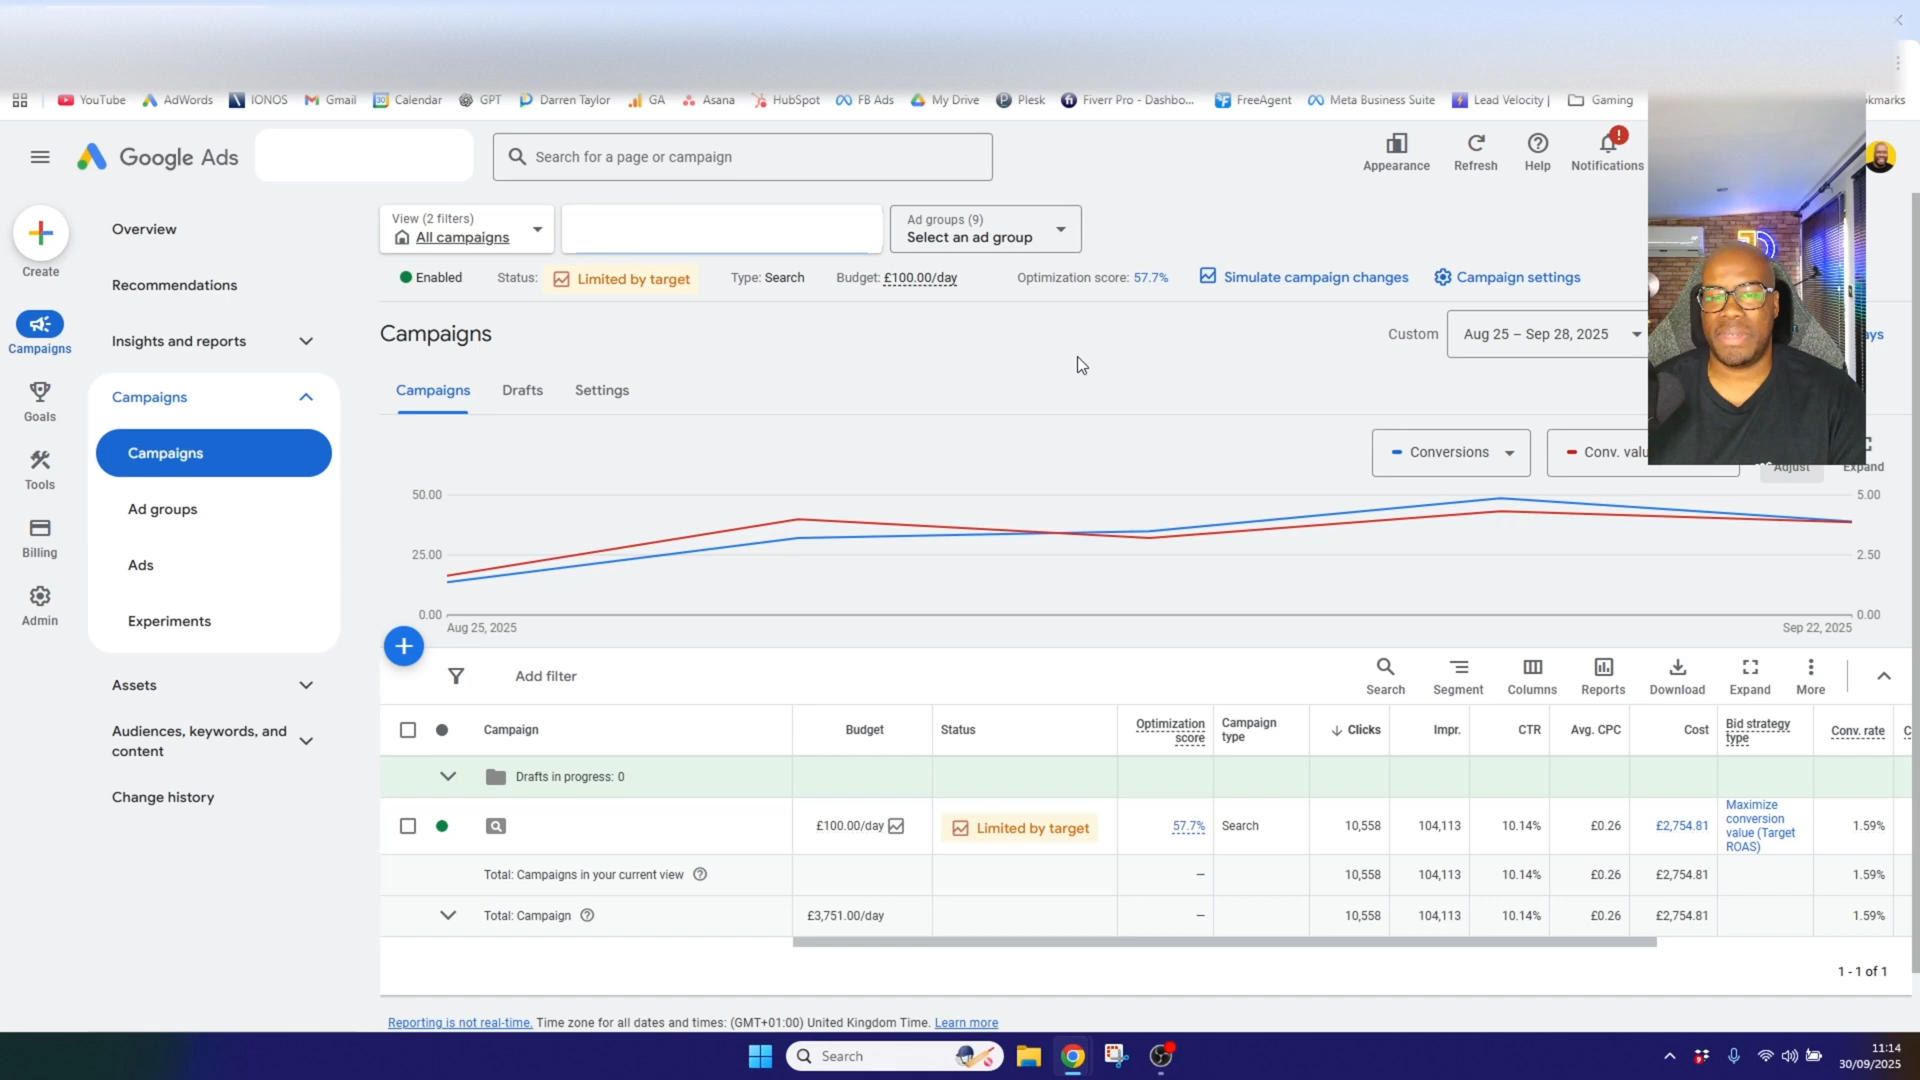 YouTube AdWords IONOS Gmail Calendar GPT Darren Taylor GA Asana HubSpot FB Ads My Drive Plesk Fiverr Pro - Dashbo... FreeAgent Meta Business Suite Lead Velocity | Gaming
Google Ads
Search for a page or campaign
Appearance
Refresh
Help
Notifications
Create
Campaigns
Goals
Tools
Billing
Admin
Overview
Recommendations
Insights and reports
Campaigns
Campaigns
Ad groups
Ads
Experiments
Assets
Audiences, keywords, and
content
Change history
View (2 filters)
All campaigns
Ad groups (9)
Select an ad group
Enabled Status: Limited by target Type: Search Budget: £100.00/day Optimization score: 57.7% Simulate campaign changes Campaign settings
Campaigns
Custom Aug 25 – Sep 28, 2025
Campaigns Drafts Settings
Conversions
Adjust
Expand
50.00 5.00
25.00 2.50
0.00 0.00
Aug 25, 2025 Sep 22, 2025
Add filter
Search
Segment
Columns
Reports
Download
Expand
More
Campaign
Budget
Status
Optimization
score
Campaign
type
Clicks
Impr.
CTR
Avg. CPC
Cost
Bid strategy
type
Conv. rate
Drafts in progress: 0
£100.00/day Limited by target 57.7% Search 10,558 104,113 10.14% £0.26 £2,754.81
Maximize
conversion
value (Target
ROAS)
1.59%
Total: Campaigns in your current view – 10,558 104,113 10.14% £0.26 £2,754.81 1.59%
Total: Campaign £3,751.00/day – 10,558 104,113 10.14% £0.26 £2,754.81 1.59%
1 - 1 of 1
Reporting is not real-time. Time zone for all dates and times: (GMT+01:00) United Kingdom Time. Learn more
Search
11:14
30/09/2025